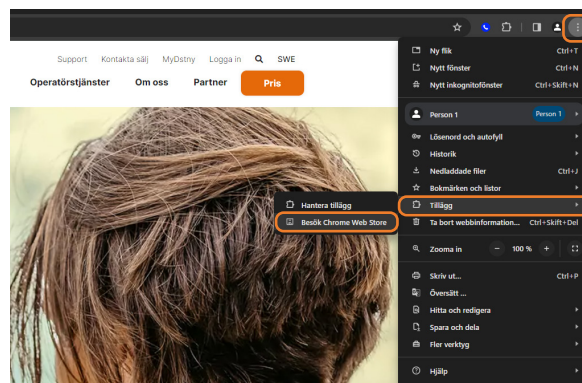 Support Kontakta sälj MyDstny Logga in SWE
Operatörstjänster Om oss Partner Pris
Ny flik Ctrl+T
Nytt fönster Ctrl+N
Nytt inkognitofönster Ctrl+Skift+N
Person 1 Person 1
Lösenord och autofyll
Historik
Nedladdade filer Ctrl+J
Bokmärken och listor
Tillägg
Hantera tillägg
Besök Chrome Web Store
Ta bort webbinformation... Ctrl+Skift+Del
Zooma in − 100 % +
Skriv ut... Ctrl+P
Översätt ...
Hitta och redigera
Spara och dela
Fler verktyg
Hjälp